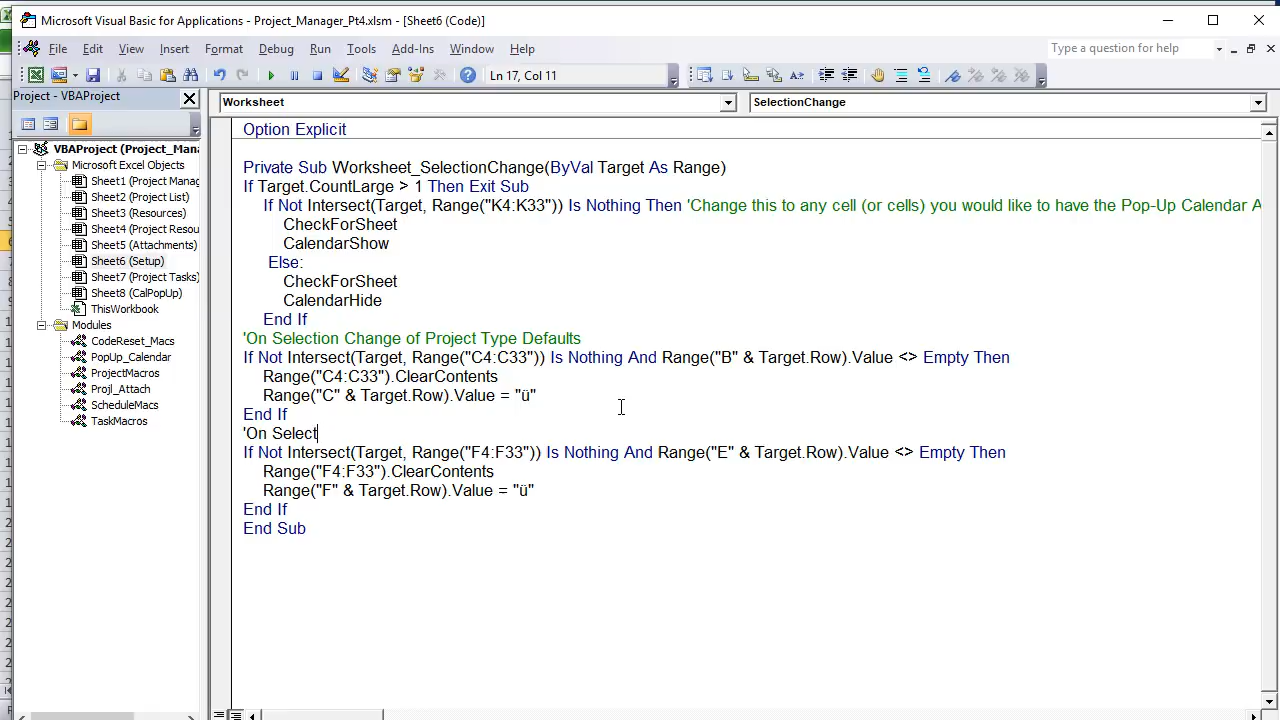 Microsoft Visual Basic for Applications - Project_Manager_Pt4.xlsm - [Sheet6 (Code)]
File Edit View Insert Format Debug Run Tools Add-Ins Window Help Type a question for help
Ln 17, Col 11
Project - VBAProject
Worksheet SelectionChange
VBAProject (Project_Mana
Microsoft Excel Objects
Sheet1 (Project Manag
Sheet2 (Project List)
Sheet3 (Resources)
Sheet4 (Project Resou
Sheet5 (Attachments)
Sheet6 (Setup)
Sheet7 (Project Tasks)
Sheet8 (CalPopUp)
ThisWorkbook
Modules
CodeReset_Macs
PopUp_Calendar
ProjectMacros
Projl_Attach
ScheduleMacs
TaskMacros
Option Explicit
Private Sub Worksheet_SelectionChange(ByVal Target As Range)
If Target.CountLarge > 1 Then Exit Sub
If Not Intersect(Target, Range("K4:K33")) Is Nothing Then 'Change this to any cell (or cells) you would like to have the Pop-Up Calendar A
CheckForSheet
CalendarShow
Else:
CheckForSheet
CalendarHide
End If
'On Selection Change of Project Type Defaults
If Not Intersect(Target, Range("C4:C33")) Is Nothing And Range("B" & Target.Row).Value <> Empty Then
Range("C4:C33").ClearContents
Range("C" & Target.Row).Value = "ü"
End If
'On Select
If Not Intersect(Target, Range("F4:F33")) Is Nothing And Range("E" & Target.Row).Value <> Empty Then
Range("F4:F33").ClearContents
Range("F" & Target.Row).Value = "ü"
End If
End Sub